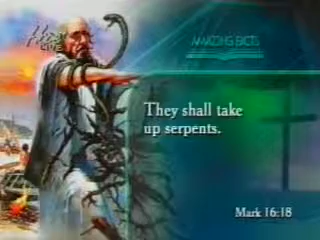 AMAZING FACTS
They shall take
up serpents.
Mark 16:18